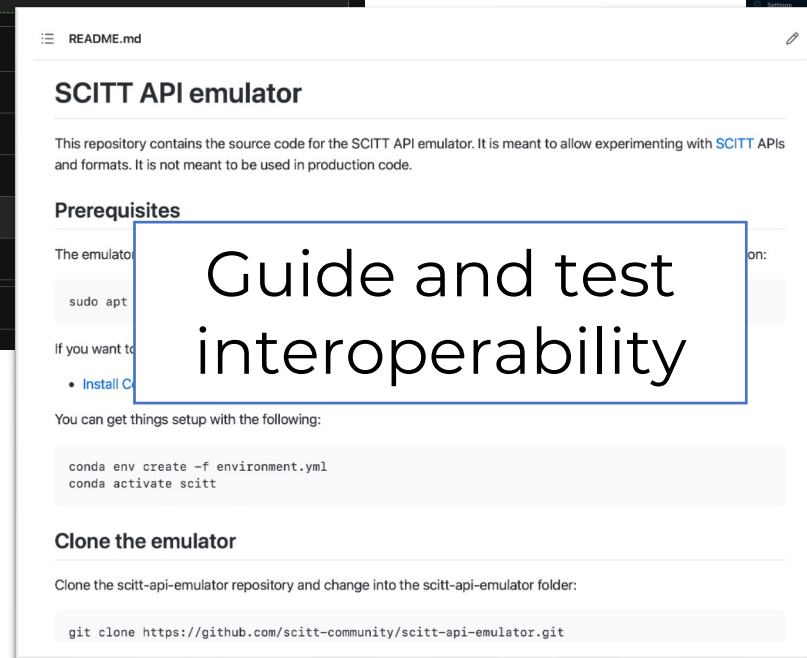 Settings
README.md
SCITT API emulator
This repository contains the source code for the SCITT API emulator. It is meant to allow experimenting with SCITT APIs
and formats. It is not meant to be used in production code.
Prerequisites
The emulator on:
sudo apt
If you want to
• Install
Guide and test
interoperability
You can get things setup with the following:
conda env create -f environment.yml
conda activate scitt
Clone the emulator
Clone the scitt-api-emulator repository and change into the scitt-api-emulator folder:
git clone https://github.com/scitt-community/scitt-api-emulator.git